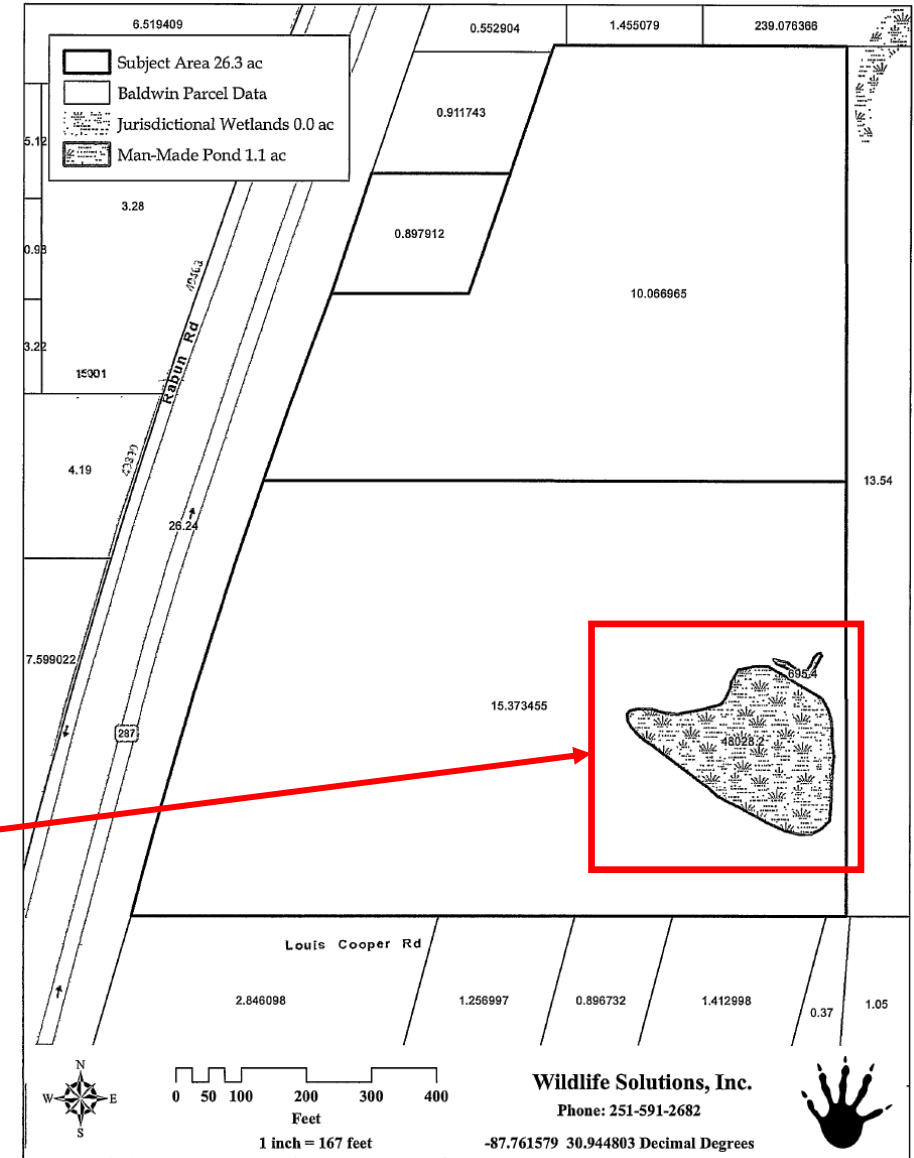 6.519409
0.552904
1.455079
239.076366
Subject Area 26.3 ac
Baldwin Parcel Data
Jurisdictional Wetlands 0.0 ac
Man-Made Pond 1.1 ac
0.911743
5.12
3.28
0.897912
0.98
10.066965
Rabun Rd
3.22
4.19
13.54
26.24
695.4
7.599022
15.373455
287
48028.2
Louis Cooper Rd
2.846098
1.256997
0.896732
1.412998
0.37
1.05
N
W E
S
0 50 100 200 300 400
Feet
1 inch = 167 feet
Wildlife Solutions, Inc.
Phone: 251-591-2682
-87.761579 30.944803 Decimal Degrees